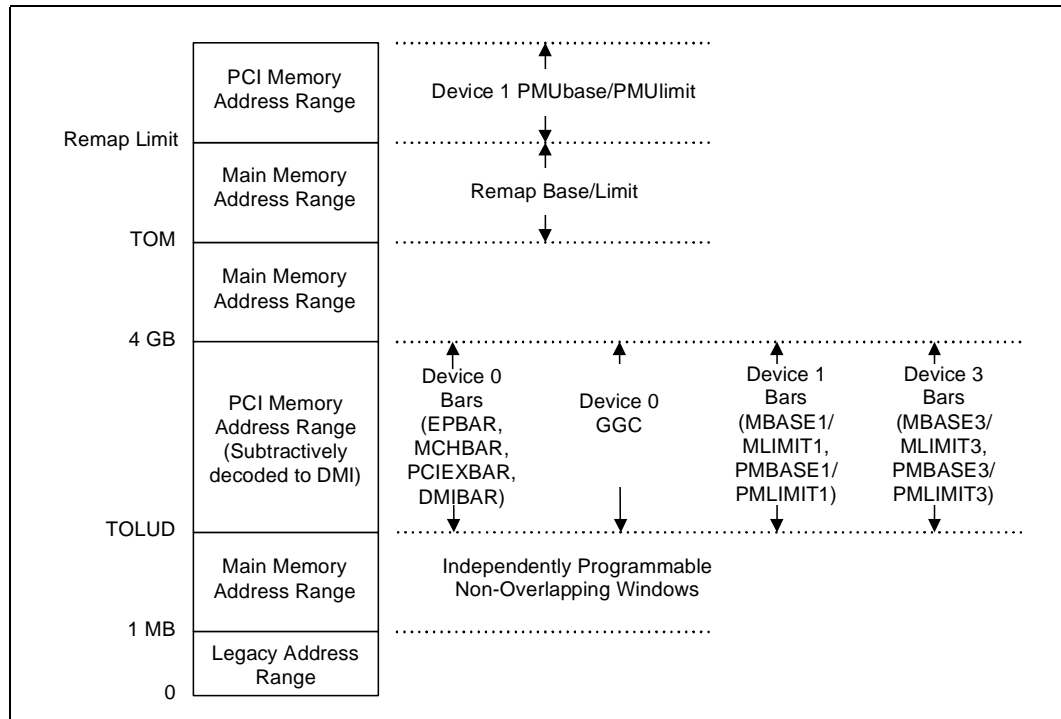 PCI Memory
Address Range
Device 1 PMUbase/PMUlimit
Remap Limit
Main Memory
Address Range
Remap Base/Limit
TOM
Main Memory
Address Range
4 GB
PCI Memory
Address Range
(Subtractively
decoded to DMI)
Device 0
Bars
(EPBAR,
MCHBAR,
PCIEXBAR,
DMIBAR)
Device 0
GGC
Device 1
Bars
(MBASE1/
MLIMIT1,
PMBASE1/
PMLIMIT1)
Device 3
Bars
(MBASE3/
MLIMIT3,
PMBASE3/
PMLIMIT3)
TOLUD
Main Memory
Address Range
Independently Programmable
Non-Overlapping Windows
1 MB
Legacy Address
Range
0